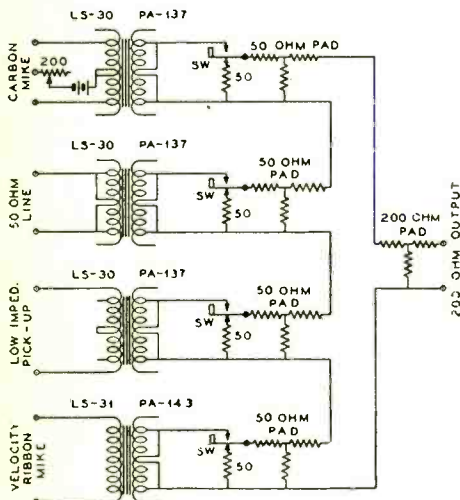 LS-30 PA-137
CARBON MIKE
200
SW
50
50 OHM PAD
LS-30 PA-137
50 OHM LINE
SW
50
50 OHM PAD
200 OHM PAD
200 OHM OUTPUT
LS-30 PA-137
LOW IMPED. PICK-UP
SW
50
50 OHM PAD
LS-31 PA-143
VELOCITY RIBBON MIKE
SW
50
50 OHM PAD